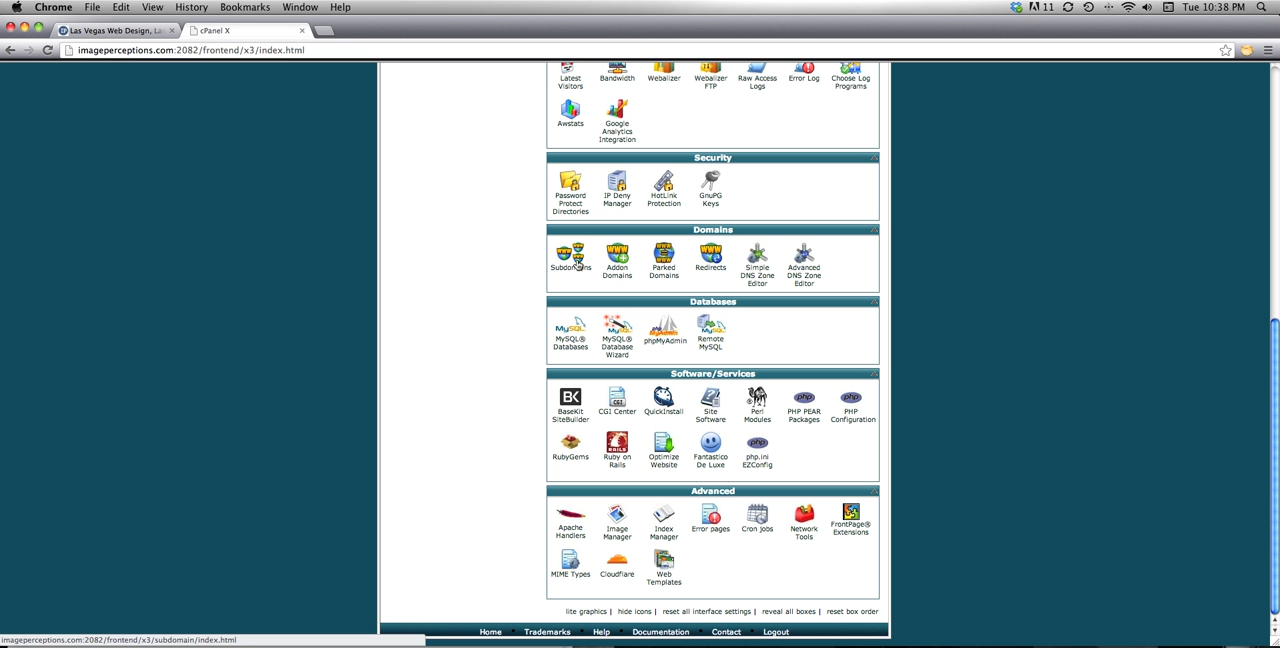 Chrome File Edit View History Bookmarks Window Help
11 Tue 10:38 PM
Las Vegas Web Design, La
cPanel X
imageperceptions.com:2082/frontend/x3/index.html
Latest Visitors
Bandwidth
Webalizer
Webalizer FTP
Raw Access Logs
Error Log
Choose Log Programs
Awstats
Google Analytics Integration
Security
Password Protect Directories
IP Deny Manager
HotLink Protection
GnuPG Keys
Domains
Subdomains
Addon Domains
Parked Domains
Redirects
Simple DNS Zone Editor
Advanced DNS Zone Editor
Databases
MySQL® Databases
MySQL® Database Wizard
phpMyAdmin
Remote MySQL
Software/Services
BK
BaseKit SiteBuilder
CGI Center
QuickInstall
Site Software
Perl Modules
PHP PEAR Packages
PHP Configuration
RubyGems
Ruby on Rails
Optimize Website
Fantastico De Luxe
php.ini EZConfig
Advanced
Apache Handlers
Image Manager
Index Manager
Error pages
Cron jobs
Network Tools
FrontPage® Extensions
MIME Types
Cloudflare
Web Templates
lite graphics | hide icons | reset all interface settings | reveal all boxes | reset box order
Home • Trademarks • Help • Documentation • Contact • Logout
imageperceptions.com:2082/frontend/x3/subdomain/index.html